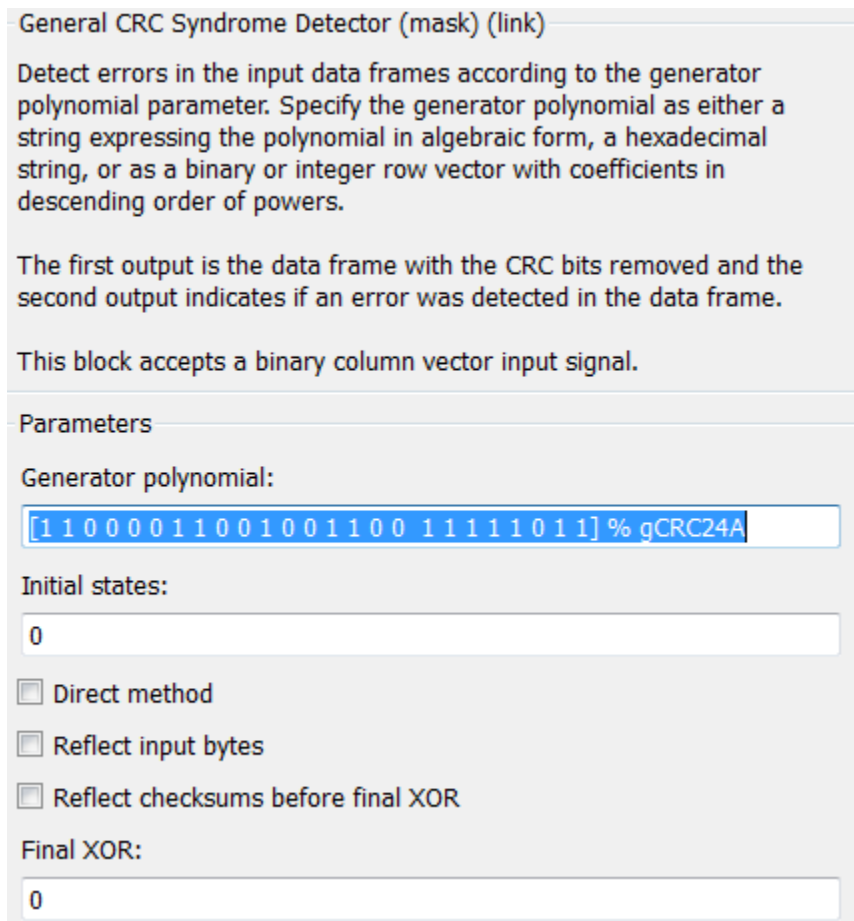 General CRC Syndrome Detector (mask) (link)
Detect errors in the input data frames according to the generator
polynomial parameter. Specify the generator polynomial as either a
string expressing the polynomial in algebraic form, a hexadecimal
string, or as a binary or integer row vector with coefficients in
descending order of powers.
The first output is the data frame with the CRC bits removed and the
second output indicates if an error was detected in the data frame.
This block accepts a binary column vector input signal.
Parameters
Generator polynomial:
[1 1 0 0 0 0 1 1 0 0 1 0 0 1 1 0 0  1 1 1 1 1 0 1 1] % gCRC24A
Initial states:
0
Direct method
Reflect input bytes
Reflect checksums before final XOR
Final XOR:
0